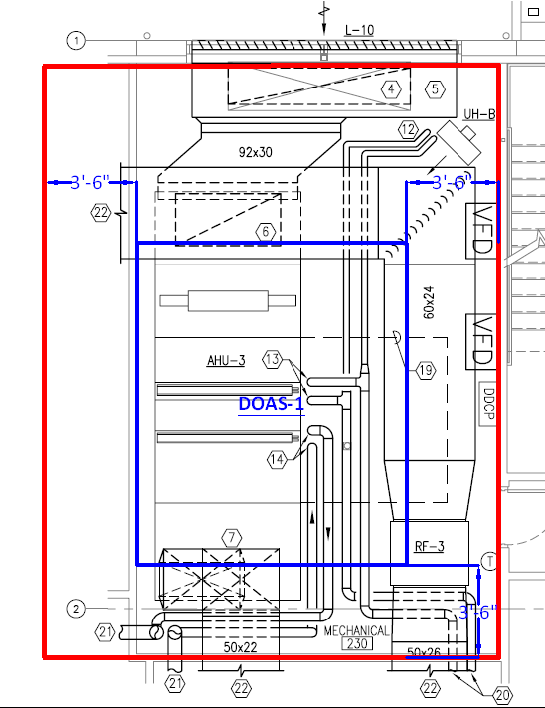 1
L-10
4
5
UH-B
12
92x30
3'-6"
3'-6"
22
6
VFD
60x24
VFD
AHU-3
13
19
DOAS-1
DDCP
14
7
RF-3
T
2
3'-6"
21
MECHANICAL
230
50x22
50x26
21
22
22
20